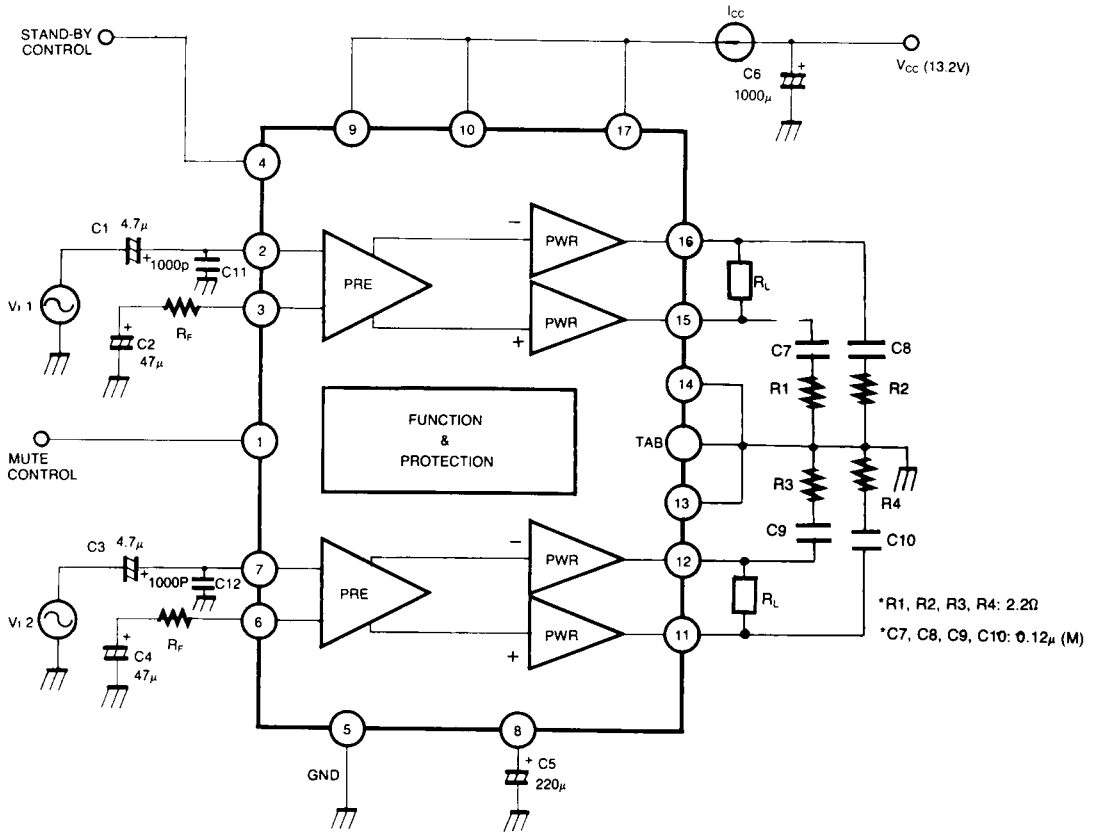 STAND-BY
CONTROL
ICC
VCC (13.2V)
C6
1000μ
+
9
10
17
4
C1
4.7μ
+
1000p
C11
2
PRE
−
PWR
16
RL
VI 1
3
RF
+
C2
47μ
+
PWR
15
C7
C8
R1
R2
14
FUNCTION
&
PROTECTION
TAB
MUTE
CONTROL
1
13
R3
R4
C9
C10
C3
4.7μ
+
1000P
C12
7
PRE
−
PWR
12
RL
VI 2
6
RF
+
C4
47μ
+
PWR
11
*R1, R2, R3, R4: 2.2Ω
*C7, C8, C9, C10: 0.12μ (M)
5
8
GND
+
C5
220μ